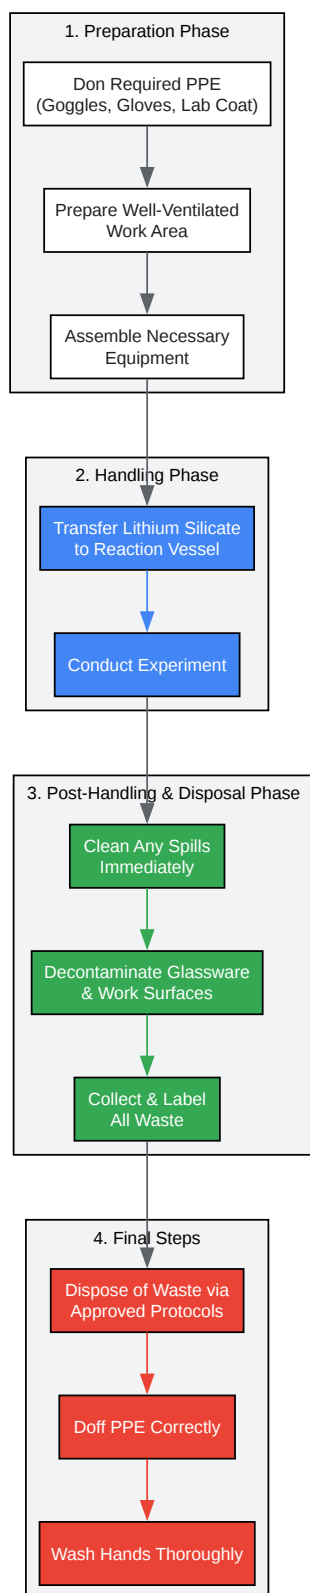 1. Preparation Phase
Don Required PPE
(Goggles, Gloves, Lab Coat)
Prepare Well-Ventilated
Work Area
Assemble Necessary
Equipment
2. Handling Phase
Transfer Lithium Silicate
to Reaction Vessel
Conduct Experiment
3. Post-Handling & Disposal Phase
Clean Any Spills
Immediately
Decontaminate Glassware
& Work Surfaces
Collect & Label
All Waste
4. Final Steps
Dispose of Waste via
Approved Protocols
Doff PPE Correctly
Wash Hands Thoroughly